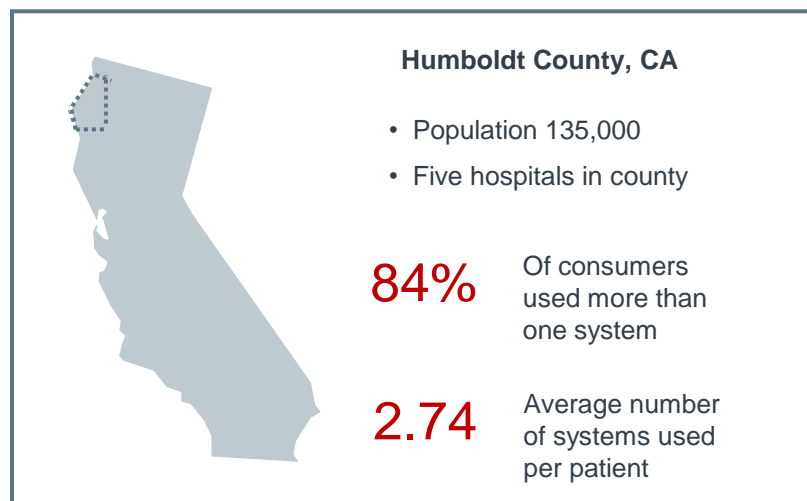 Humboldt County, CA
• Population 135,000
• Five hospitals in county
84%
Of consumers
used more than
one system
2.74
Average number
of systems used
per patient